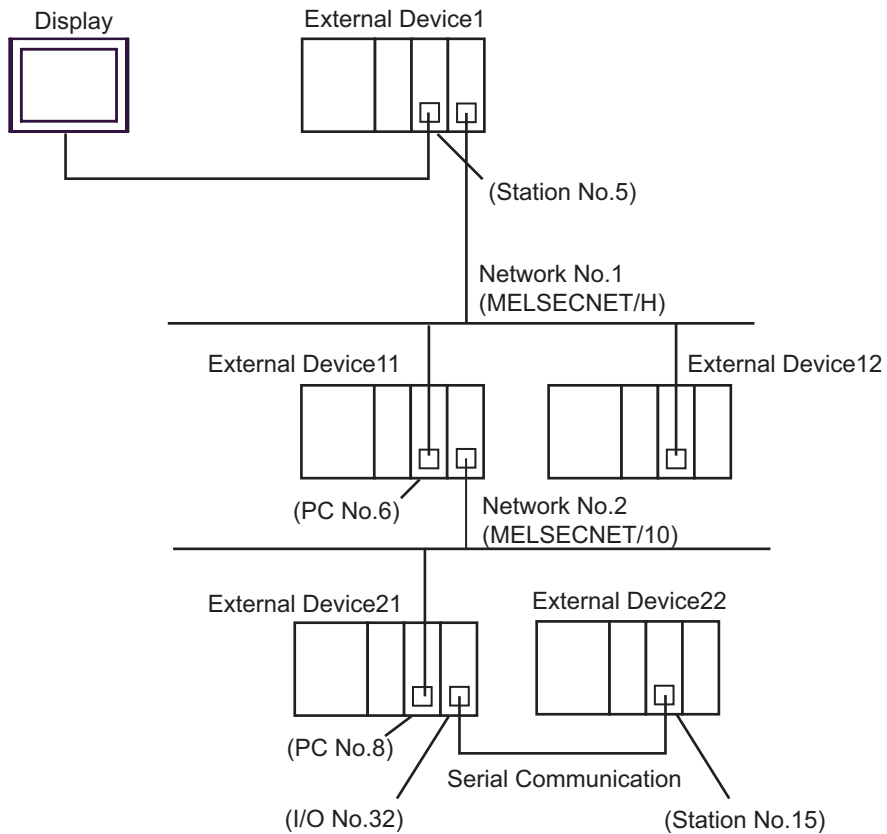 Display
External Device1
(Station No.5)
Network No.1
(MELSECNET/H)
External Device11
External Device12
(PC No.6)
Network No.2
(MELSECNET/10)
External Device21
External Device22
(PC No.8)
Serial Communication
(I/O No.32)
(Station No.15)